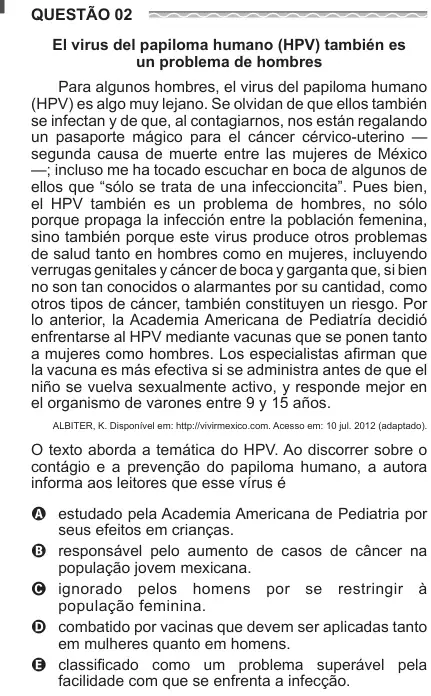 QUESTÃO 02
El virus del papiloma humano (HPV) también es
un problema de hombres
Para algunos hombres, el virus del papiloma humano
(HPV) es algo muy lejano. Se olvidan de que ellos también
se infectan y de que, al contagiarnos, nos están regalando
un pasaporte mágico para el cáncer cérvico-uterino —
segunda causa de muerte entre las mujeres de México
—; incluso me ha tocado escuchar en boca de algunos de
ellos que “sólo se trata de una infeccioncita”. Pues bien,
el HPV también es un problema de hombres, no sólo
porque propaga la infección entre la población femenina,
sino también porque este virus produce otros problemas
de salud tanto en hombres como en mujeres, incluyendo
verrugas genitales y cáncer de boca y garganta que, si bien
no son tan conocidos o alarmantes por su cantidad, como
otros tipos de cáncer, también constituyen un riesgo. Por
lo anterior, la Academia Americana de Pediatría decidió
enfrentarse al HPV mediante vacunas que se ponen tanto
a mujeres como hombres. Los especialistas afirman que
la vacuna es más efectiva si se administra antes de que el
niño se vuelva sexualmente activo, y responde mejor en
el organismo de varones entre 9 y 15 años.
ALBITER, K. Disponível em: http://vivirmexico.com. Acesso em: 10 jul. 2012 (adaptado).
O texto aborda a temática do HPV. Ao discorrer sobre o
contágio e a prevenção do papiloma humano, a autora
informa aos leitores que esse vírus é
A estudado pela Academia Americana de Pediatria por
seus efeitos em crianças.
B responsável pelo aumento de casos de câncer na
população jovem mexicana.
C ignorado pelos homens por se restringir à
população feminina.
D combatido por vacinas que devem ser aplicadas tanto
em mulheres quanto em homens.
E classificado como um problema superável pela
facilidade com que se enfrenta a infecção.